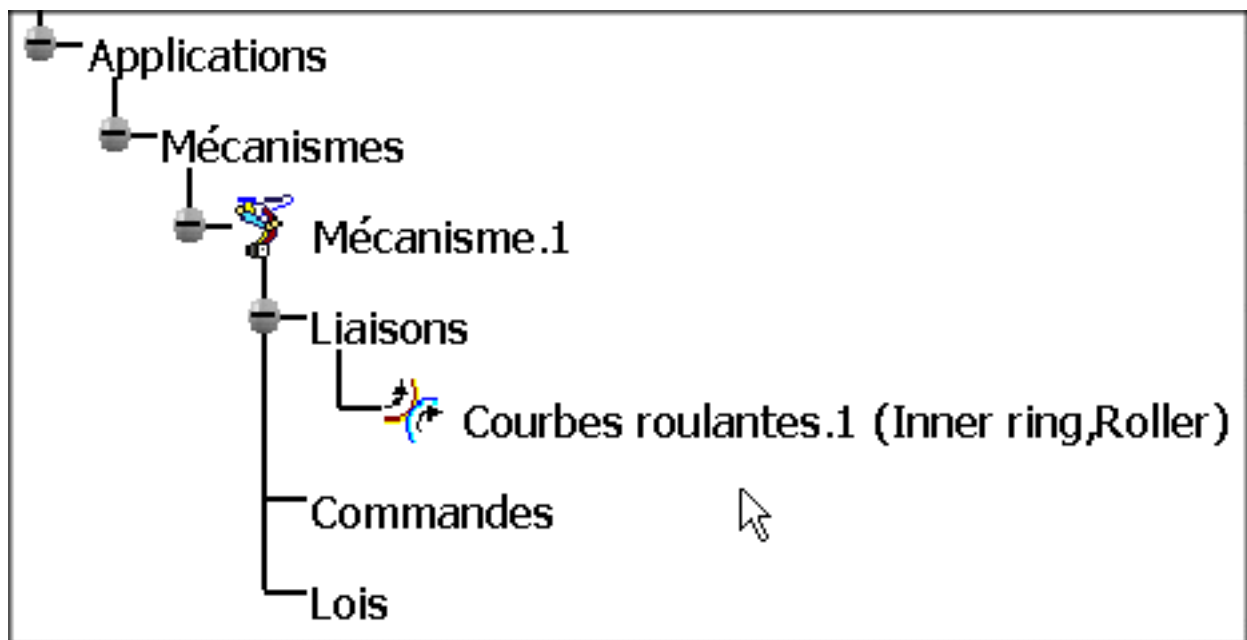 Applications
Mécanismes
Mécanisme.1
Liaisons
Courbes roulantes.1 (Inner ring,Roller)
Commandes
Lois